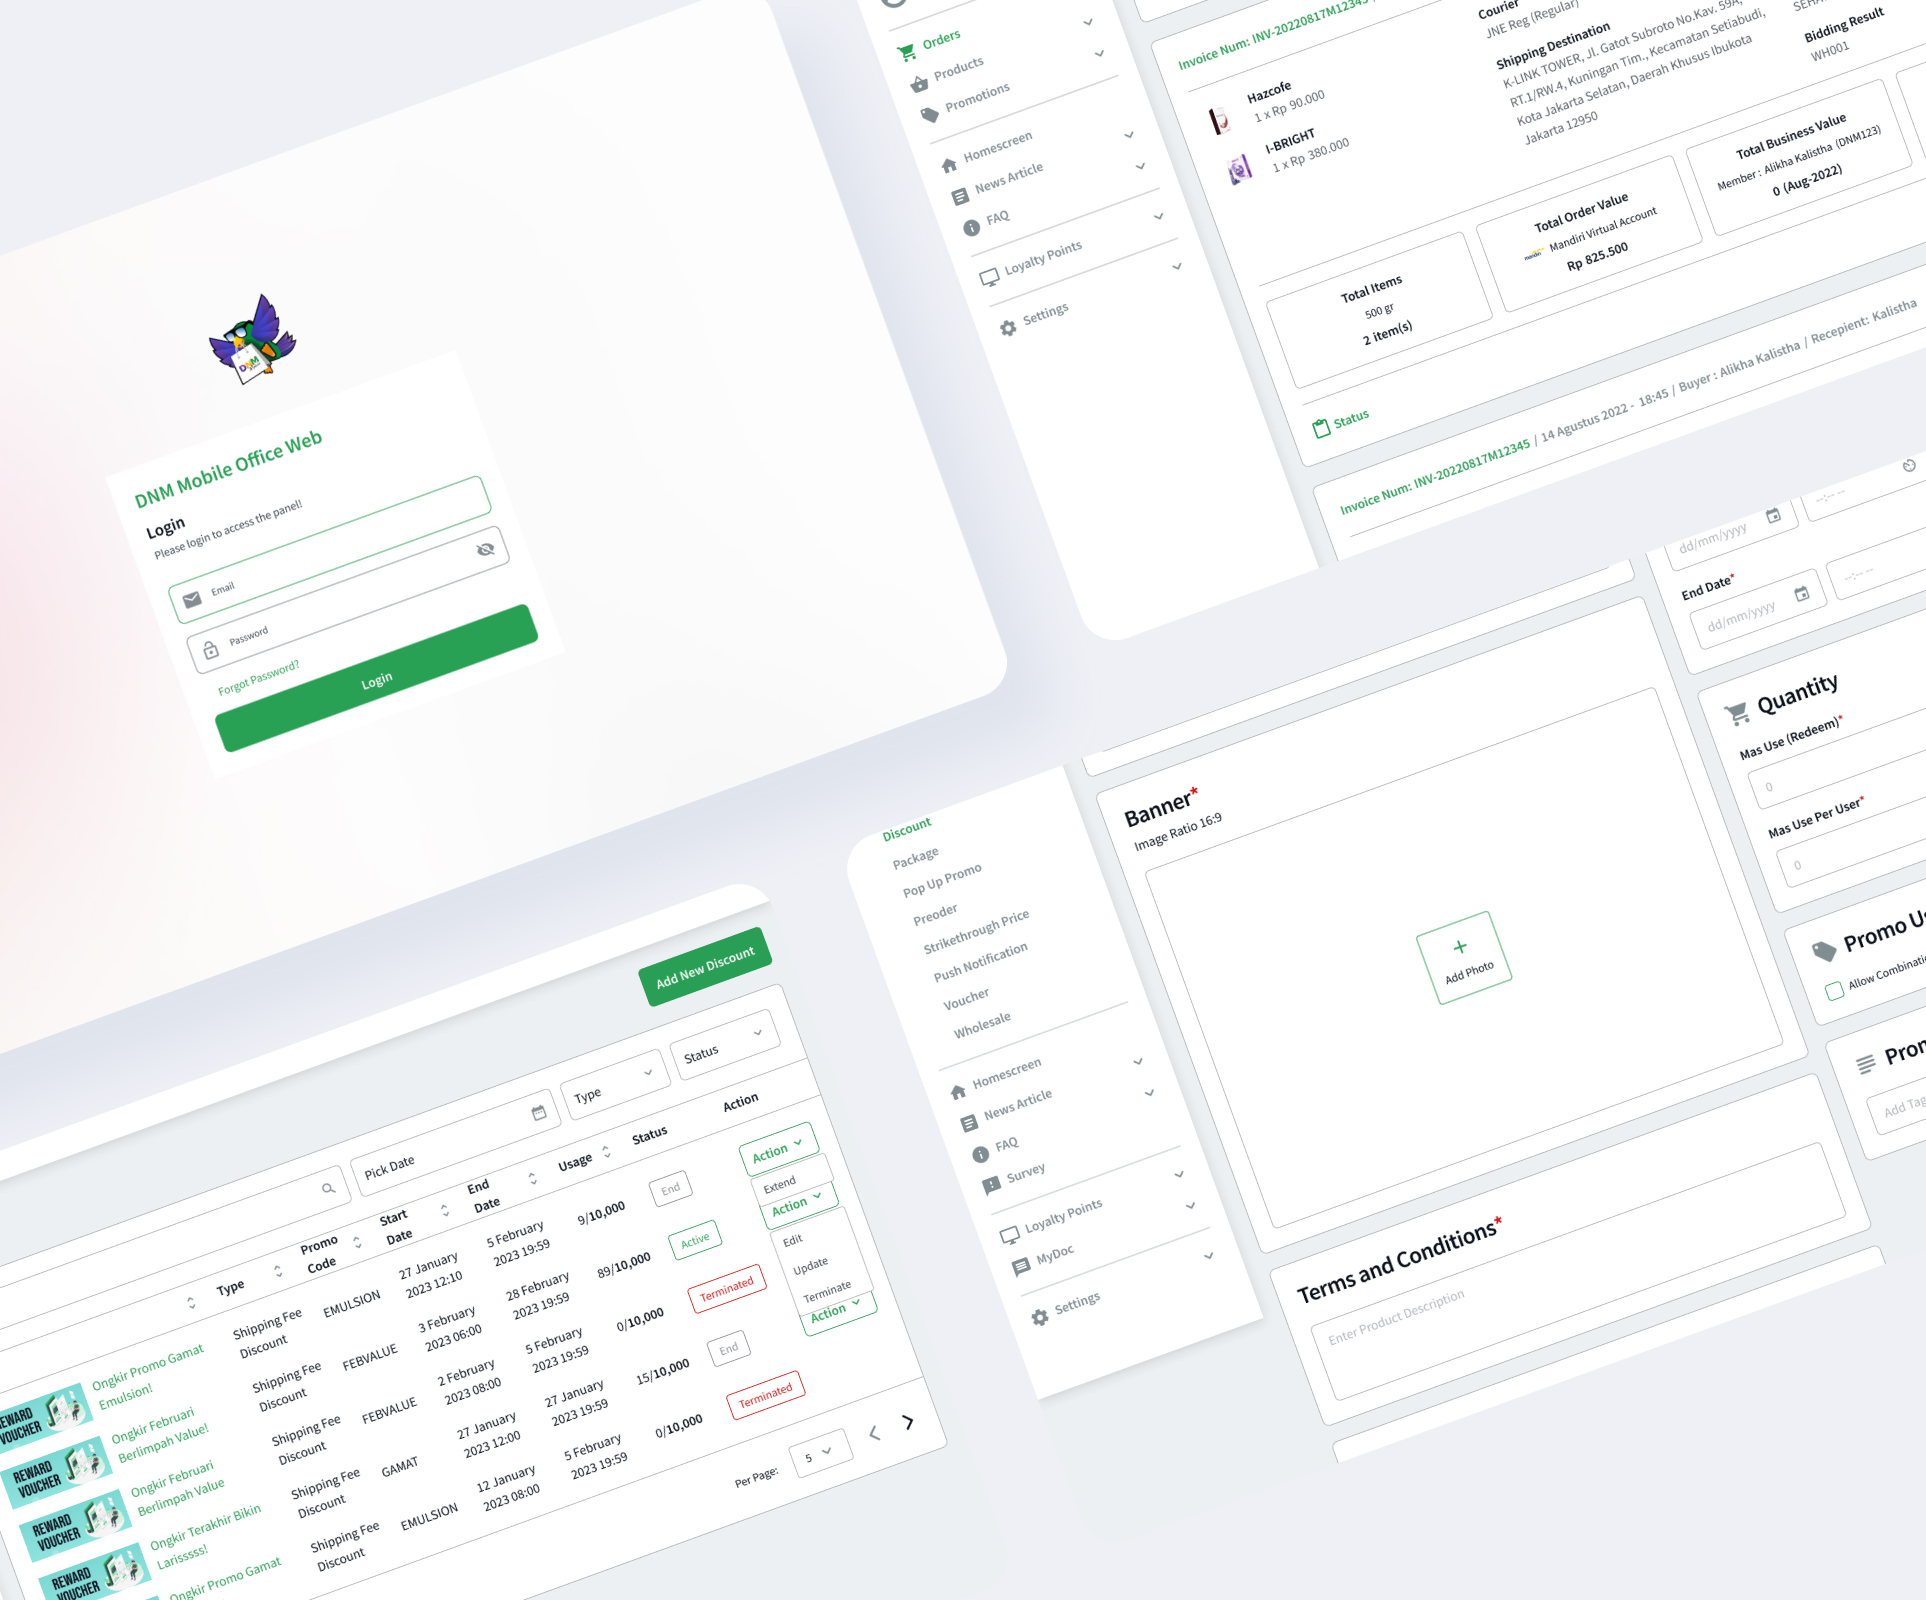 DNM
DNM Mobile Office Web
Login
Please login to access the panel!
Email
Password
Forgot Password?
Login
Orders
Products
Promotions
Homescreen
News Article
FAQ
Loyalty Points
Settings
Invoice Num: INV-20220817M12345
Hazcofe
1 x Rp 90.000
I-BRIGHT
1 x Rp 380.000
Courier
JNE Reg (Regular)
Shipping Destination
K-LINK TOWER, Jl. Gatot Subroto No.Kav. 59A,
RT.1/RW.4, Kuningan Tim., Kecamatan Setiabudi,
Kota Jakarta Selatan, Daerah Khusus Ibukota
Jakarta 12950
Bidding Result
WH001
Total Items
500 gr
2 item(s)
Total Order Value
mandiri
Mandiri Virtual Account
Rp 825.500
Total Business Value
Member : Alikha Kalistha (DNM123)
0 (Aug-2022)
Status
Invoice Num: INV-20220817M12345 / 14 Agustus 2022 - 18:45 / Buyer : Alikha Kalistha / Recepient: Kalistha
Add New Discount
Pick Date
Type
Status
Type
Promo Code
Start Date
End Date
Usage
Status
Action
REWARD VOUCHER
Ongkir Promo Gamat Emulsion!
Shipping Fee Discount
EMULSION
27 January 2023 12:10
5 February 2023 19:59
9/10,000
End
Action
Extend
REWARD VOUCHER
Ongkir Februari Berlimpah Value!
Shipping Fee Discount
FEBVALUE
3 February 2023 06:00
28 February 2023 19:59
89/10,000
Active
Action
Edit
Update
Terminate
REWARD VOUCHER
Ongkir Februari Berlimpah Value
Shipping Fee Discount
FEBVALUE
2 February 2023 08:00
5 February 2023 19:59
0/10,000
Terminated
REWARD VOUCHER
Ongkir Terakhir Bikin Larisssss!
Shipping Fee Discount
GAMAT
27 January 2023 12:00
27 January 2023 19:59
15/10,000
End
Action
Ongkir Promo Gamat
Shipping Fee Discount
EMULSION
12 January 2023 08:00
5 February 2023 19:59
0/10,000
Terminated
Per Page:
5
Discount
Package
Pop Up Promo
Preoder
Strikethrough Price
Push Notification
Voucher
Wholesale
Homescreen
News Article
FAQ
Survey
Loyalty Points
MyDoc
Settings
Banner*
Image Ratio 16:9
Add Photo
Terms and Conditions*
Enter Product Description
dd/mm/yyyy
--:-- --
End Date*
dd/mm/yyyy
--:-- --
Quantity
Mas Use (Redeem)*
0
Mas Use Per User*
0
Promo Us
Allow Combinati
Pron
Add Tag